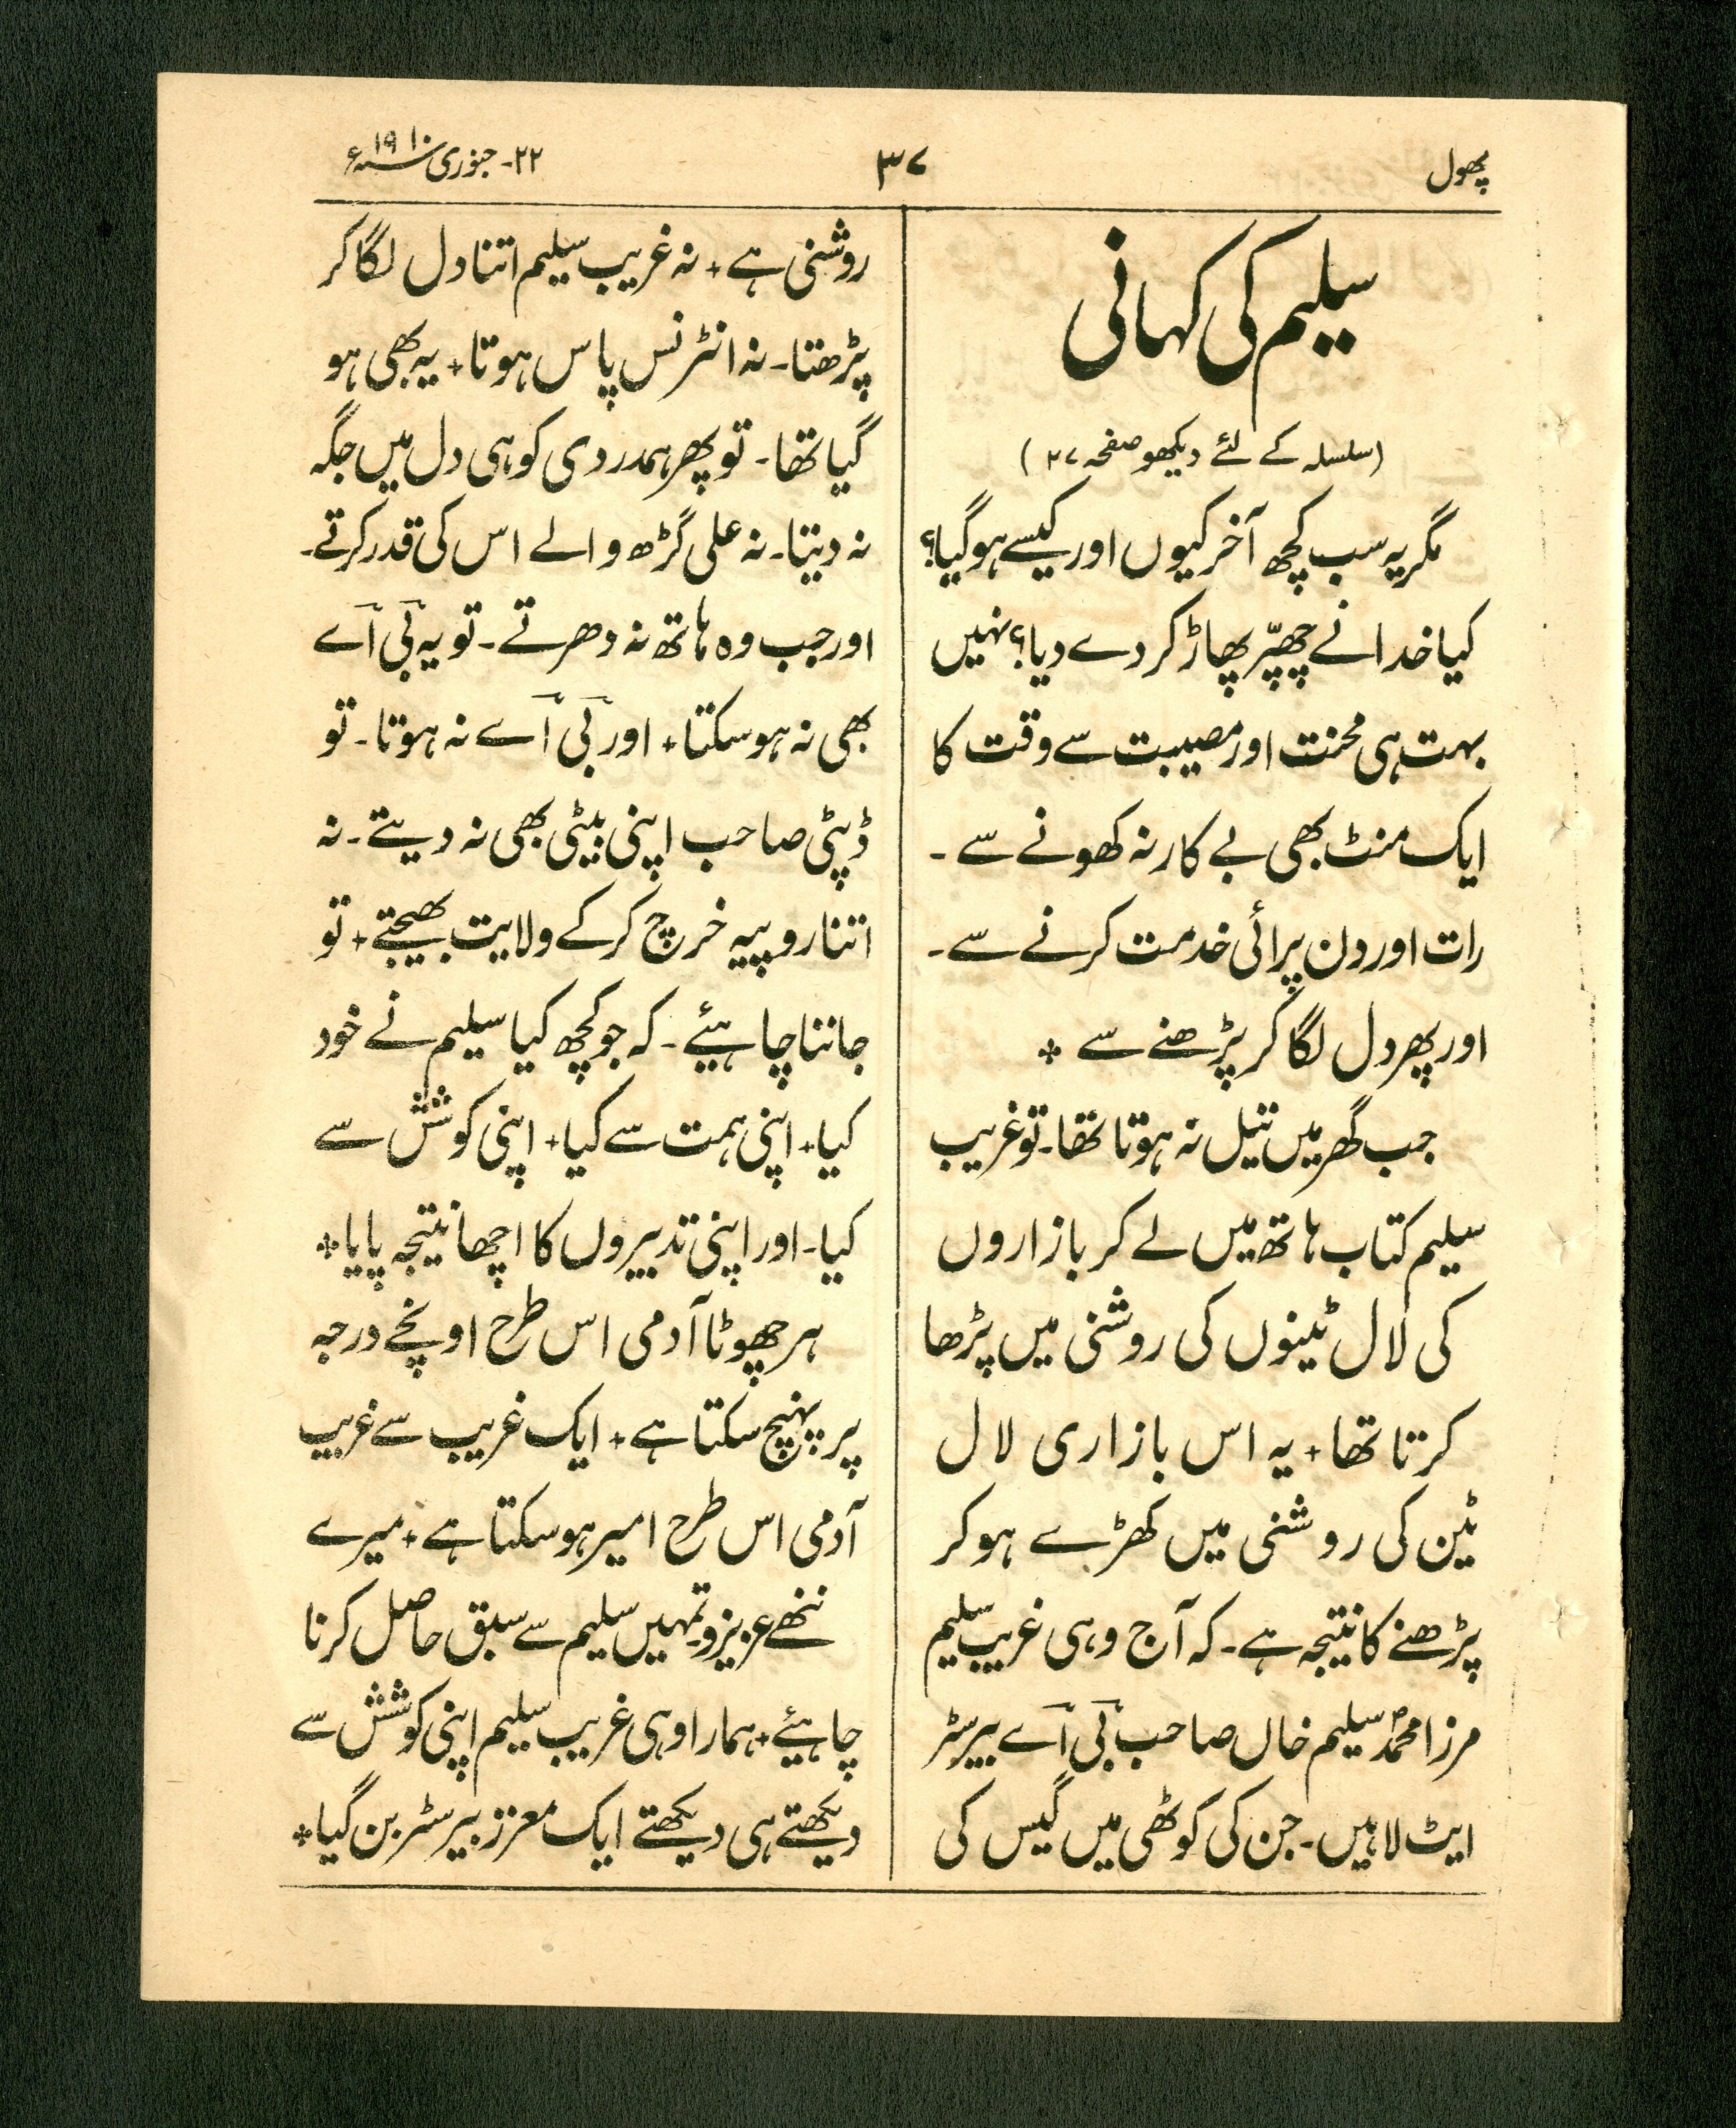 پھول
۳۷
۲۲- جنوری سنہ ۱۹۱۰ء
سلیم کی کہانی
(سلسلہ کے لئے دیکھو صفحہ ۲۷)
مگر یہ سب کچھ آخر کیوں اور کیسے ہو گیا؟
کیا خدا نے چھپّر پھاڑ کر دے دیا؟ نہیں
بہت ہی محنت اور مصیبت سے وقت کا
ایک منٹ بھی بے کار نہ کھونے سے -
رات اور دن پرائی خدمت کرنے سے -
اور پھر دل لگا کر پڑھنے سے ٭
جب گھر میں تیل نہ ہوتا تھا - تو غریب
سلیم کتاب ہاتھ میں لے کر بازاروں
کی لال ٹینوں کی روشنی میں پڑھا
کرتا تھا + یہ اس بازاری لال
ٹین کی روشنی میں کھڑے ہو کر
پڑھنے کا نتیجہ ہے - کہ آج وہی غریب سلیم
مرزا محمدؐ سلیم خاں صاحب بی اے بیرسٹر
ایٹ لا ہیں - جن کی کوٹھی میں گیس کی
روشنی ہے + نہ غریب سلیم اتنا دل لگا کر
پڑھتا - نہ انٹرنس پاس ہوتا + یہ بھی ہو
گیا تھا - تو پھر ہمدردی کو ہی دل میں جگہ
نہ دیتا - نہ علی گڑھ والے اس کی قدر کرتے -
اور جب وہ ہاتھ نہ دھرتے - تو یہ بی اے
بھی نہ ہو سکتا + اور بی اے نہ ہوتا - تو
ڈپٹی صاحب اپنی بیٹی بھی نہ دیتے - نہ
اتنا روپیہ خرچ کر کے ولایت بھیجتے + تو
جاننا چاہئیے - کہ جو کچھ کیا سلیم نے خود
کیا + اپنی ہمت سے کیا + اپنی کوشش سے
کیا - اور اپنی تدبیروں کا اچھا نتیجہ پایا ٭
ہر چھوٹا آدمی اس طرح اونچے درجہ
پر پہنچ سکتا ہے + ایک غریب سے غریب
آدمی اس طرح امیر ہو سکتا ہے + میرے
ننھے عزیزو تمہیں سلیم سے سبق حاصل کرنا
چاہئیے + ہمارا وہی غریب سلیم اپنی کوشش سے
دیکھتے ہی دیکھتے ایک معزز بیرسٹر بن گیا ٭